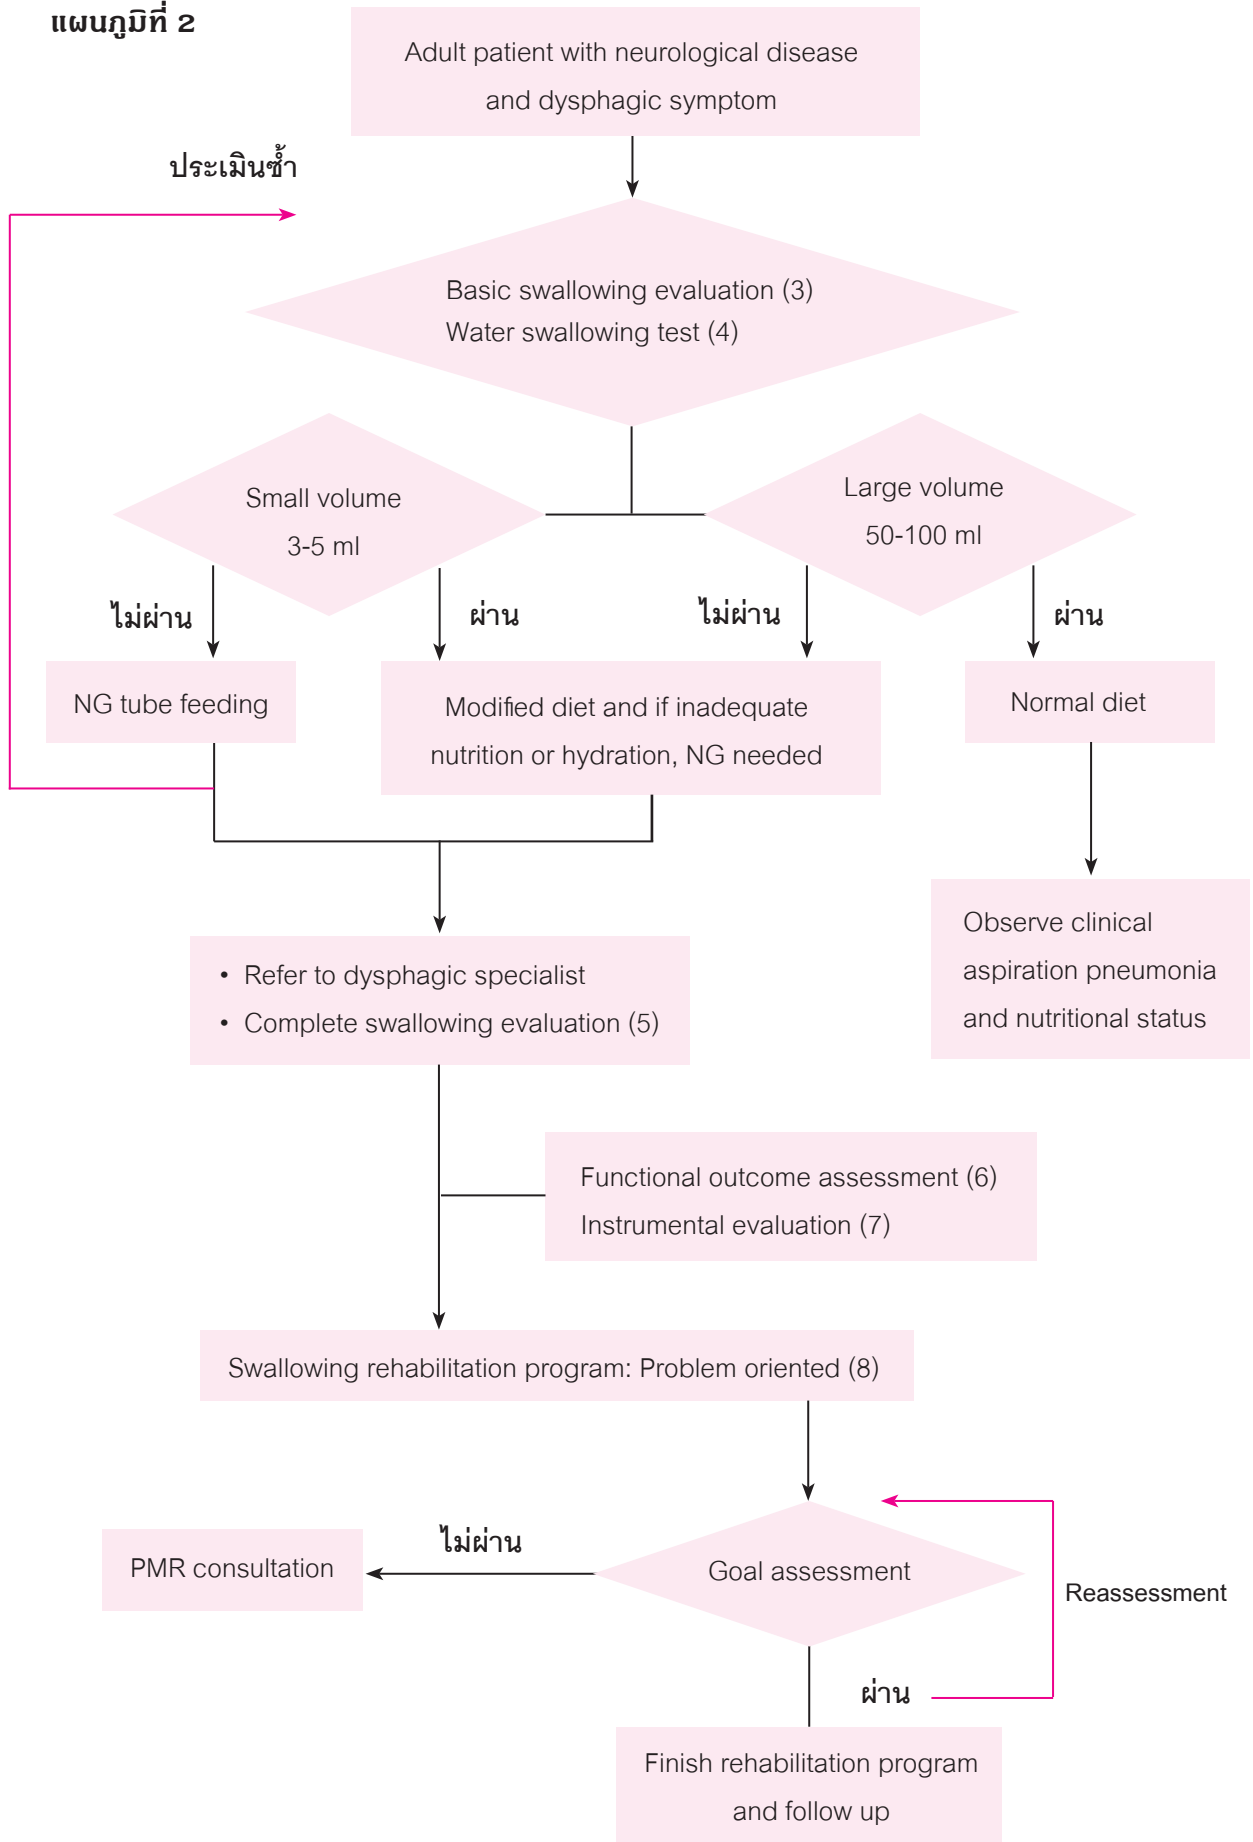 แผนภูมิที่ 2
Adult patient with neurological disease
and dysphagic symptom
ประเมินซ้ำ
Basic swallowing evaluation (3)
Water swallowing test (4)
Small volume
3-5 ml
Large volume
50-100 ml
ไม่ผ่าน
ผ่าน
ไม่ผ่าน
ผ่าน
NG tube feeding
Modified diet and if inadequate
nutrition or hydration, NG needed
Normal diet
Observe clinical
aspiration pneumonia
and nutritional status
• Refer to dysphagic specialist
• Complete swallowing evaluation (5)
Functional outcome assessment (6)
Instrumental evaluation (7)
Swallowing rehabilitation program: Problem oriented (8)
ไม่ผ่าน
PMR consultation
Goal assessment
Reassessment
ผ่าน
Finish rehabilitation program
and follow up